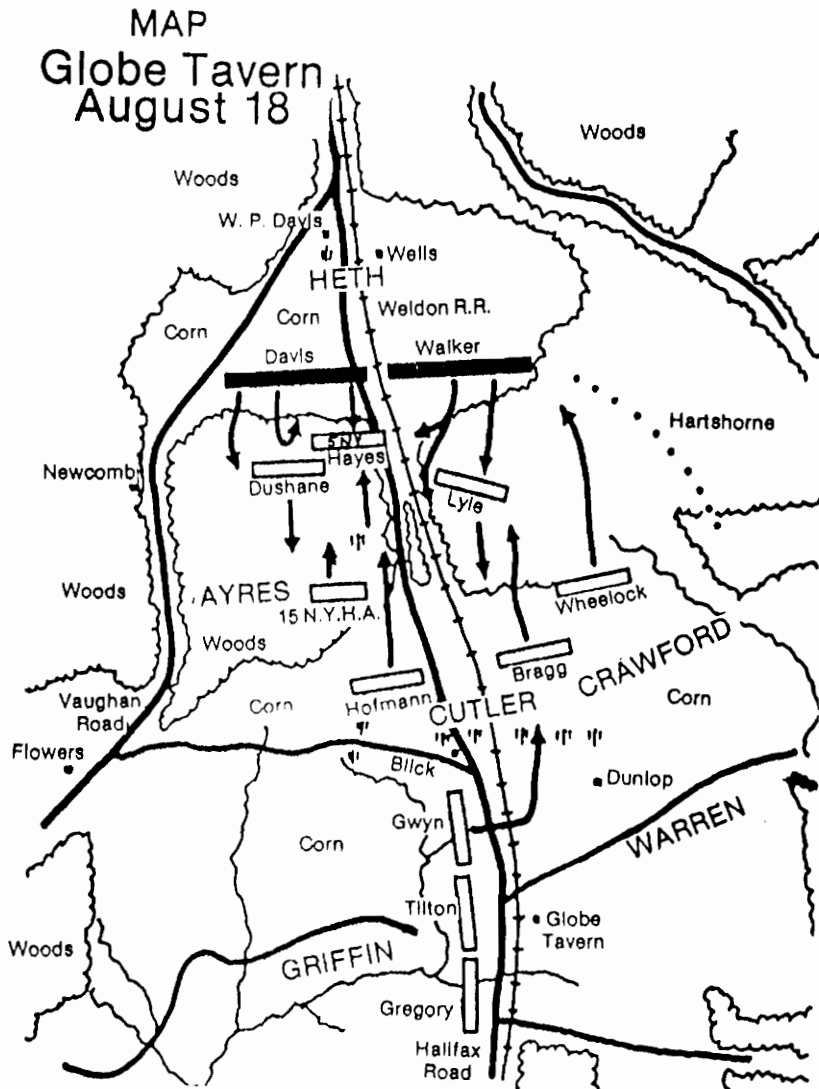 MAP
Globe Tavern
August 18
Woods
Woods
W. P. Davis
Wells
HETH
Corn
Corn
Weldon R.R.
Davis
Walker
Hartshorne
5 N.Y.
Hayes
Newcomb
Dushane
Lyle
Woods
AYRES
15 N.Y.H.A.
Wheelock
Woods
Bragg
CRAWFORD
Vaughan
Road
Corn
Hofmann
CUTLER
Corn
Flowers
Blick
Dunlop
Gwyn
Corn
WARREN
Tilton
Globe
Tavern
Woods
GRIFFIN
Gregory
Halifax
Road